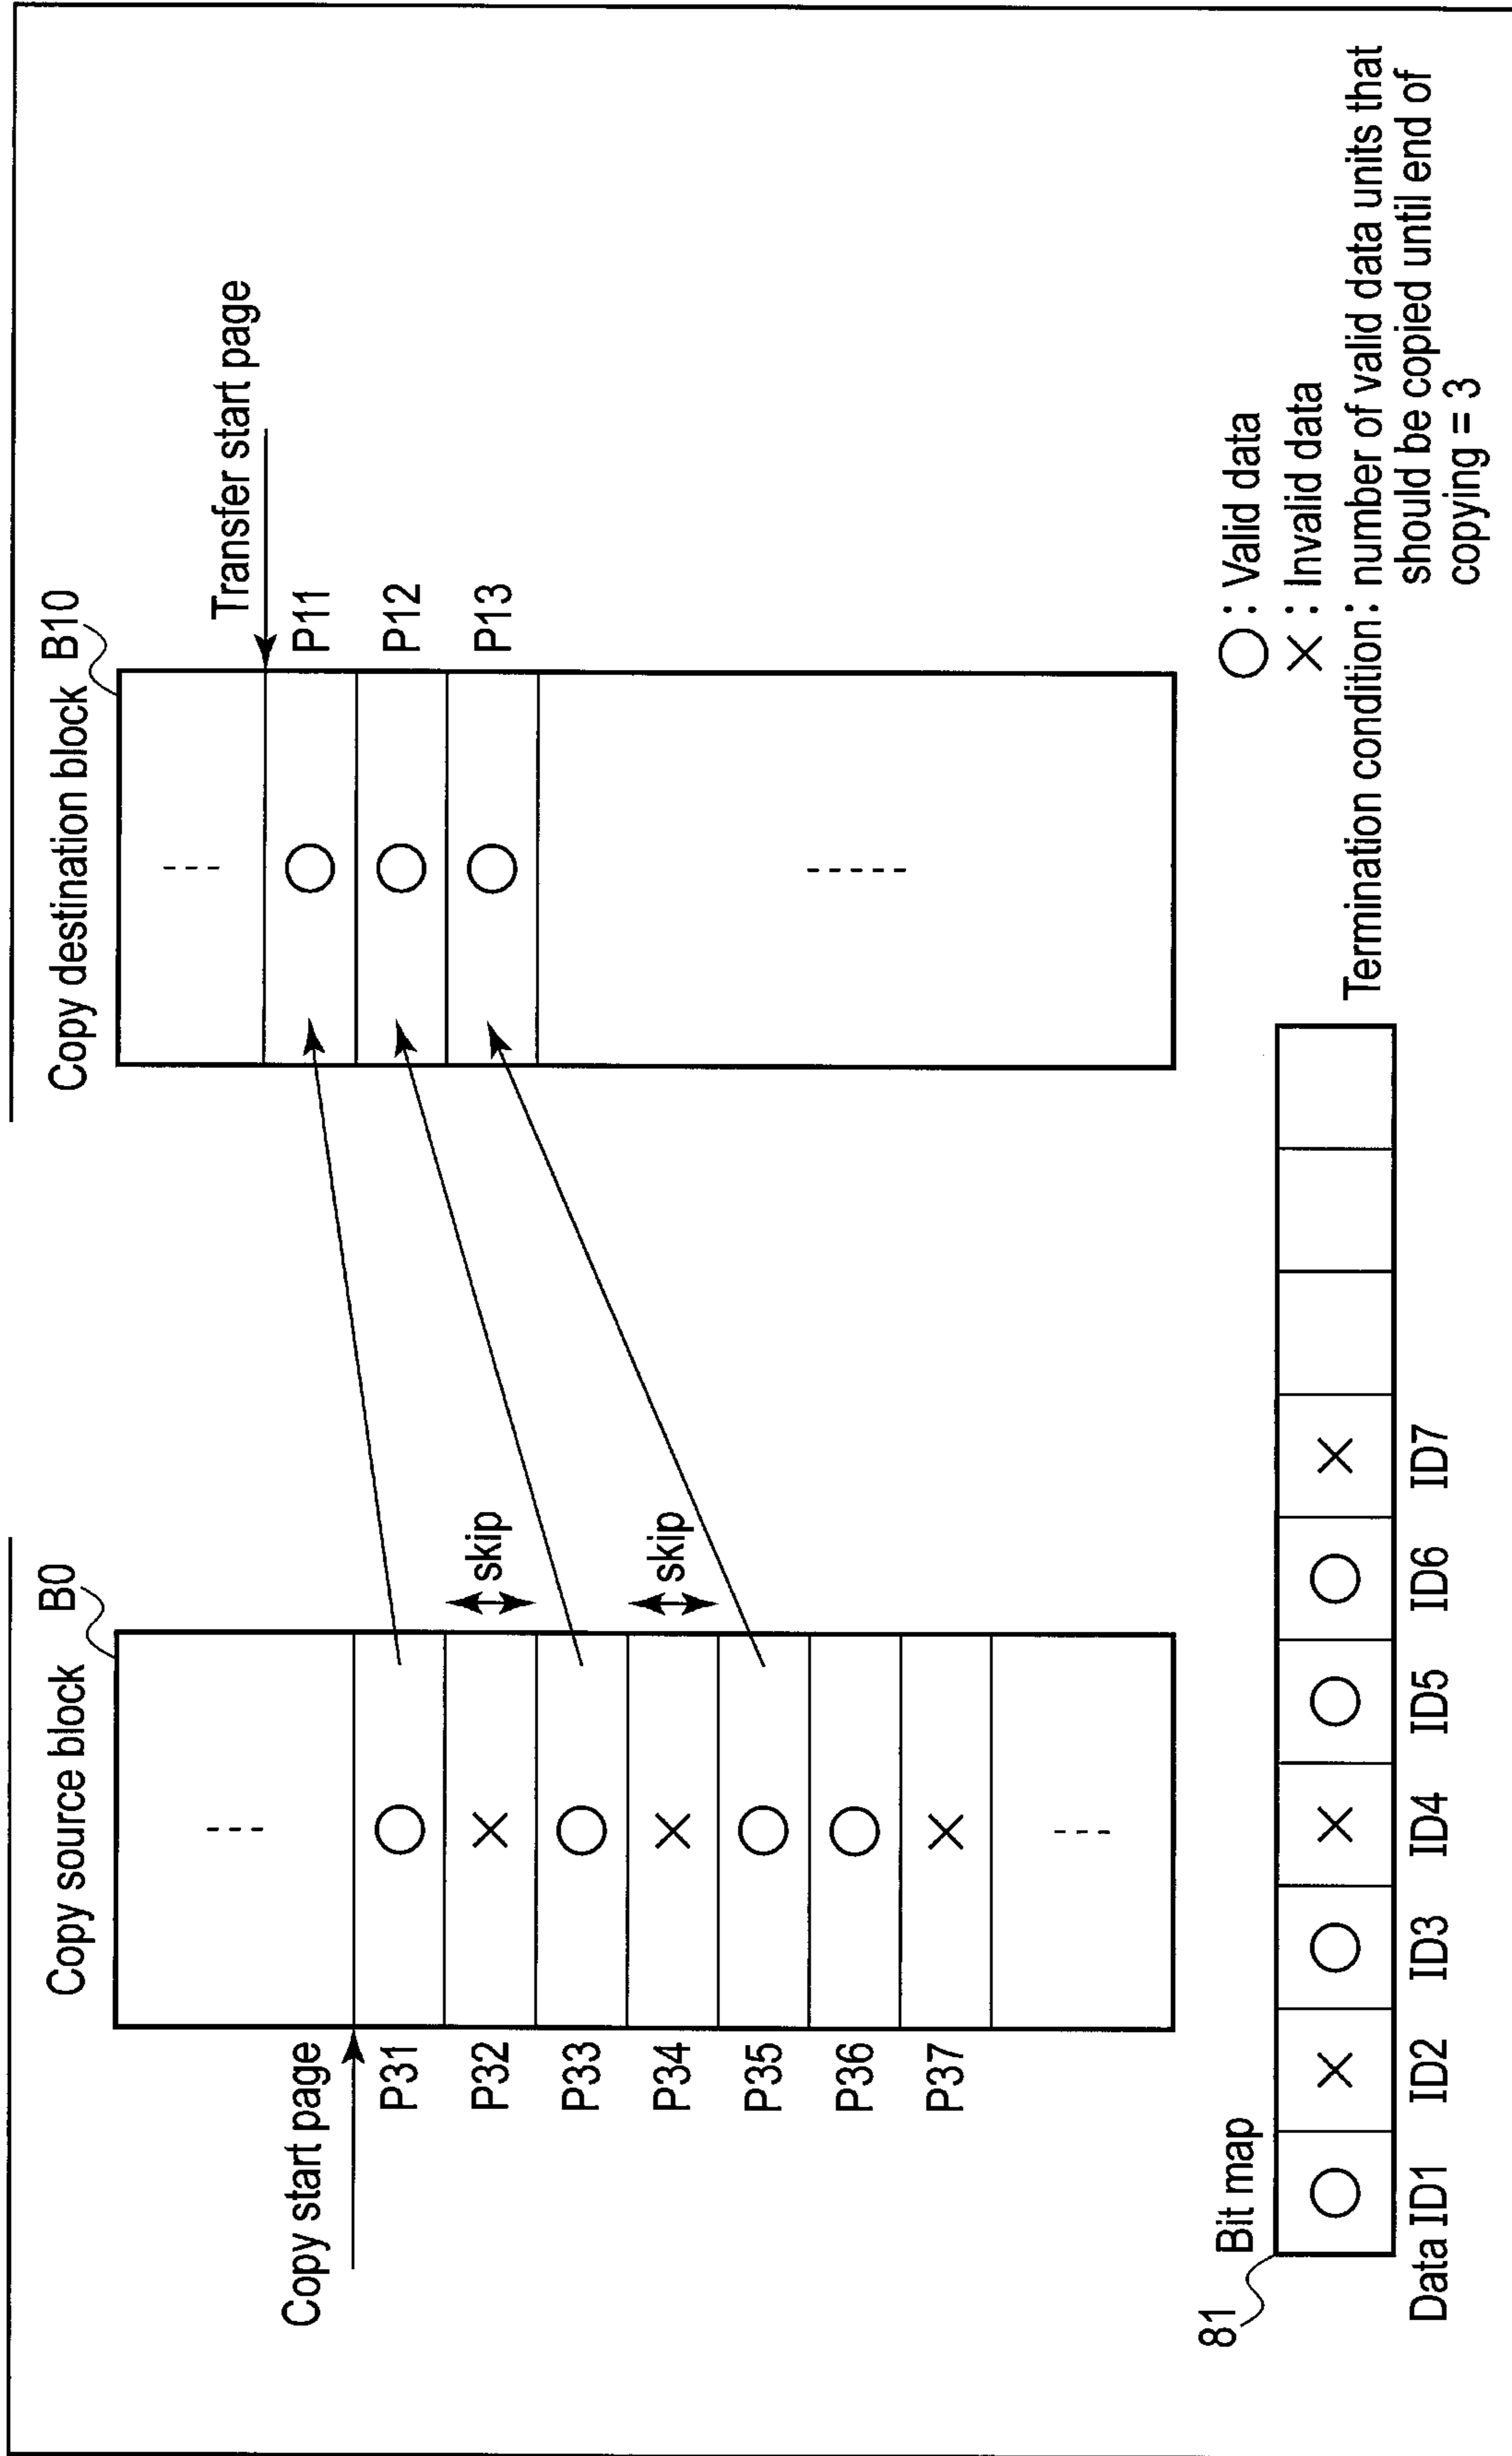 Copy source block B0
Copy destination block B10
Copy start page
Transfer start page
P31
P32
skip
P33
P34
skip
P35
P36
P37
P11
P12
P13
81
Bit map
Data ID1 ID2 ID3 ID4 ID5 ID6 ID7
○ : Valid data
× : Invalid data
Termination condition: number of valid data units that
should be copied until end of
copying = 3